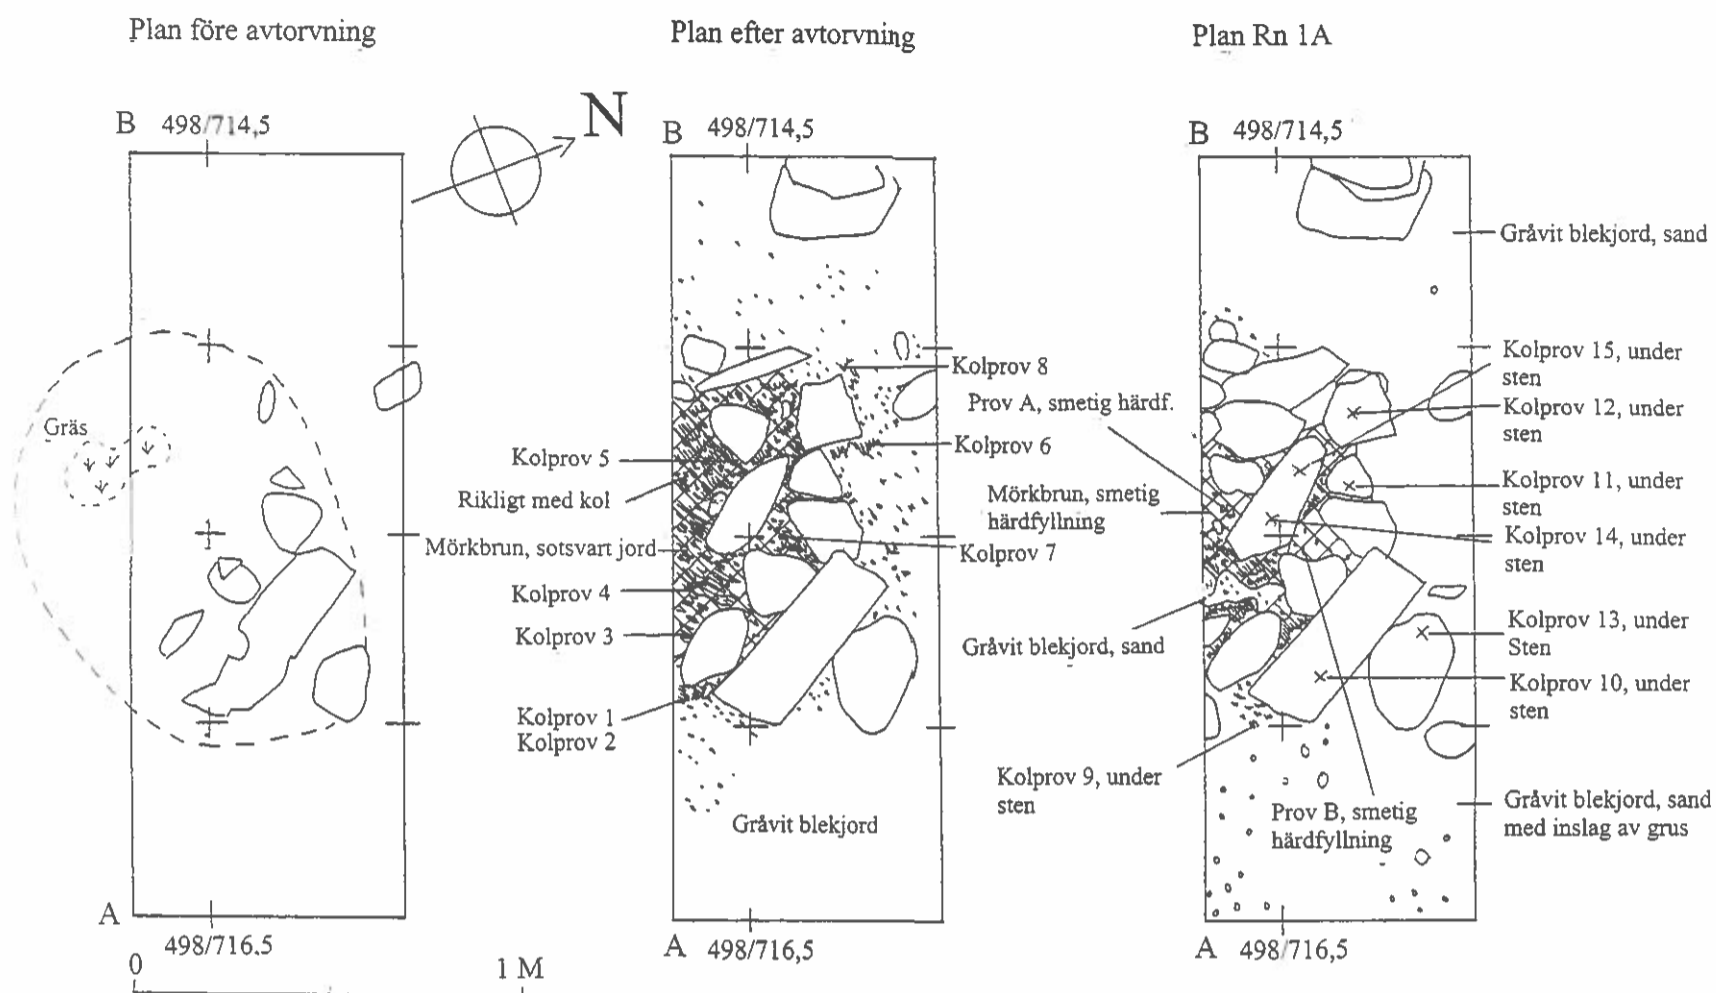 Plan före avtorvning
B 498/714,5
N
Gräs
A
498/716,5
0 1 M
Plan efter avtorvning
B 498/714,5
Kolprov 8
Kolprov 6
Kolprov 5
Rikligt med kol
Mörkbrun, sotsvart jord
Kolprov 7
Kolprov 4
Kolprov 3
Kolprov 1
Kolprov 2
Gråvit blekjord
A 498/716,5
Plan Rn 1A
B 498/714,5
Gråvit blekjord, sand
Kolprov 15, under
sten
Prov A, smetig härdf.
Kolprov 12, under
sten
Mörkbrun, smetig
härdfyllning
Kolprov 11, under
sten
Kolprov 14, under
sten
Gråvit blekjord, sand
Kolprov 13, under
Sten
Kolprov 10, under
sten
Kolprov 9, under
sten
Prov B, smetig
härdfyllning
Gråvit blekjord, sand
med inslag av grus
A 498/716,5